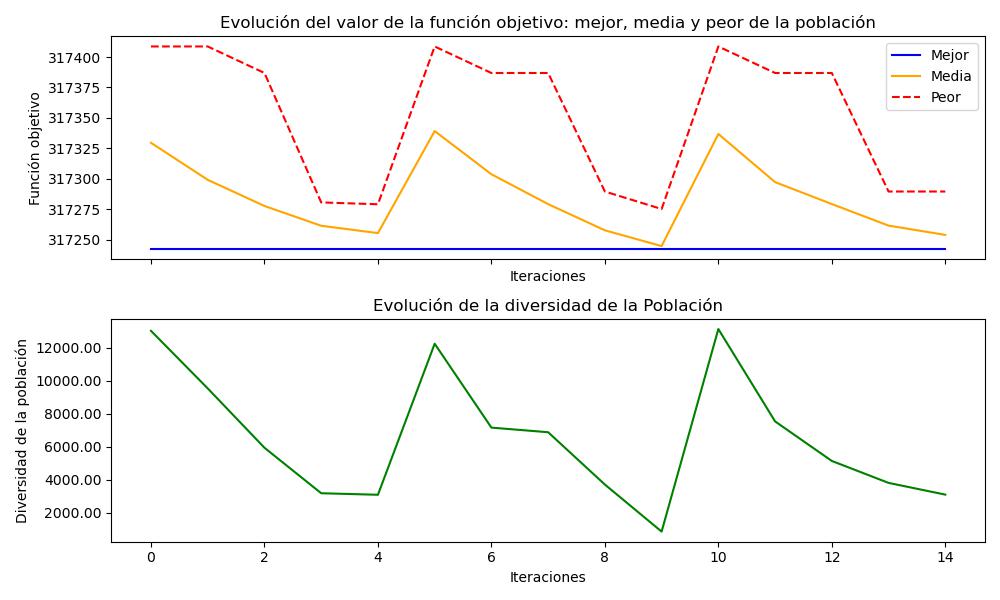 Evolución del valor de la función objetivo: mejor, media y peor de la población
Función objetivo
317400
317375
317350
317325
317300
317275
317250
Mejor
Media
Peor
Iteraciones
Evolución de la diversidad de la Población
Diversidad de la población
12000.00
10000.00
8000.00
6000.00
4000.00
2000.00
0 2 4 6 8 10 12 14
Iteraciones